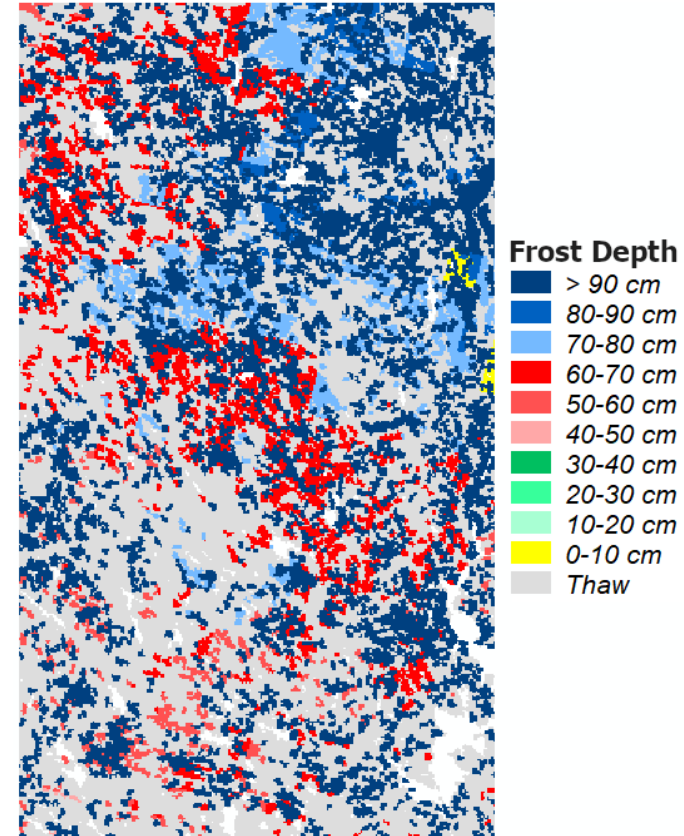 Frost Depth
> 90 cm
80-90 cm
70-80 cm
60-70 cm
50-60 cm
40-50 cm
30-40 cm
20-30 cm
10-20 cm
0-10 cm
Thaw